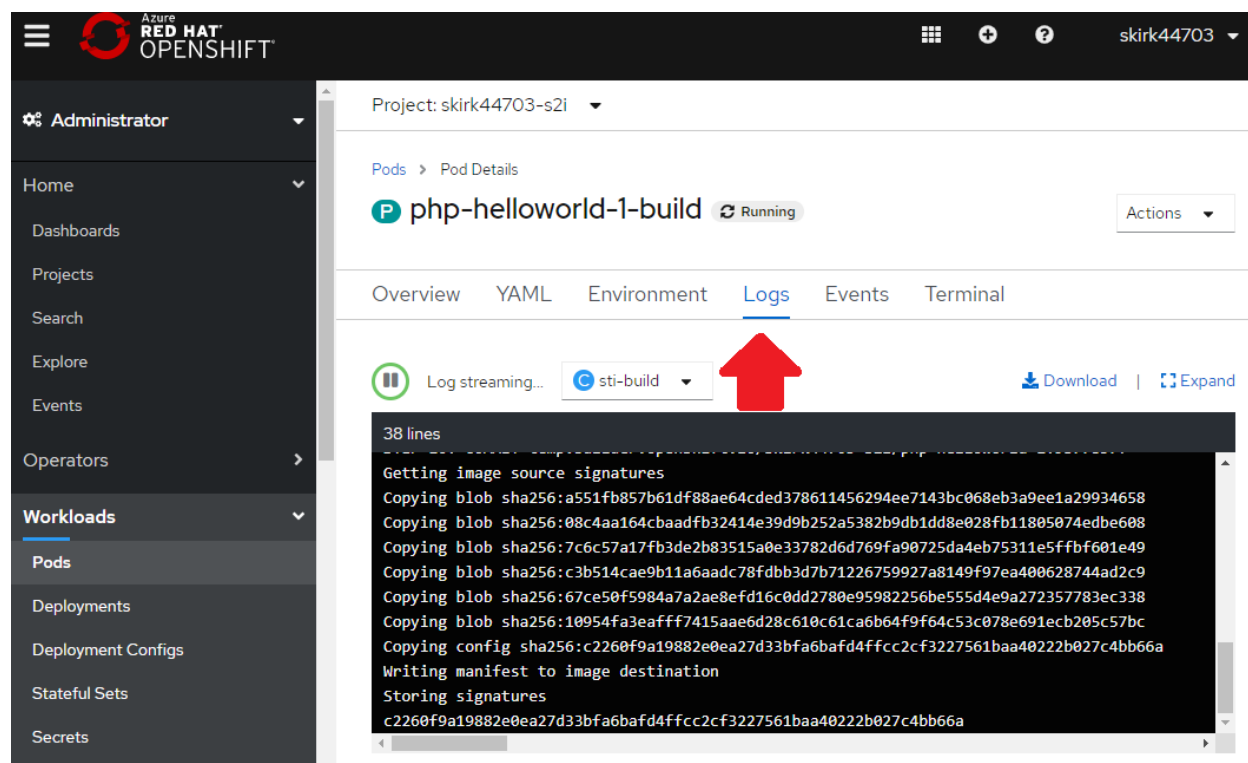 Azure
RED HAT
OPENSHIFT
skirk44703
Administrator
Home
Dashboards
Projects
Search
Explore
Events
Operators
Workloads
Pods
Deployments
Deployment Configs
Stateful Sets
Secrets
Project: skirk44703-s2i
Pods > Pod Details
P php-helloworld-1-build Running
Actions
Overview YAML Environment Logs Events Terminal
Log streaming... C sti-build Download | Expand
38 lines
Getting image source signatures
Copying blob sha256:a551fb857b61df88ae64cded378611456294ee7143bc068eb3a9ee1a29934658
Copying blob sha256:08c4aa164cbaadfb32414e39d9b252a5382b9db1dd8e028fb11805074edbe608
Copying blob sha256:7c6c57a17fb3de2b83515a0e33782d6d769fa90725da4eb75311e5ffbf601e49
Copying blob sha256:c3b514cae9b11a6aadc78fdbb3d7b71226759927a8149f97ea400628744ad2c9
Copying blob sha256:67ce50f5984a7a2ae8efd16c0dd2780e95982256be555d4e9a272357783ec338
Copying blob sha256:10954fa3eafff7415aae6d28c610c61ca6b64f9f64c53c078e691ecb205c57bc
Copying config sha256:c2260f9a19882e0ea27d33bfa6bafd4ffcc2cf3227561baa40222b027c4bb66a
Writing manifest to image destination
Storing signatures
c2260f9a19882e0ea27d33bfa6bafd4ffcc2cf3227561baa40222b027c4bb66a